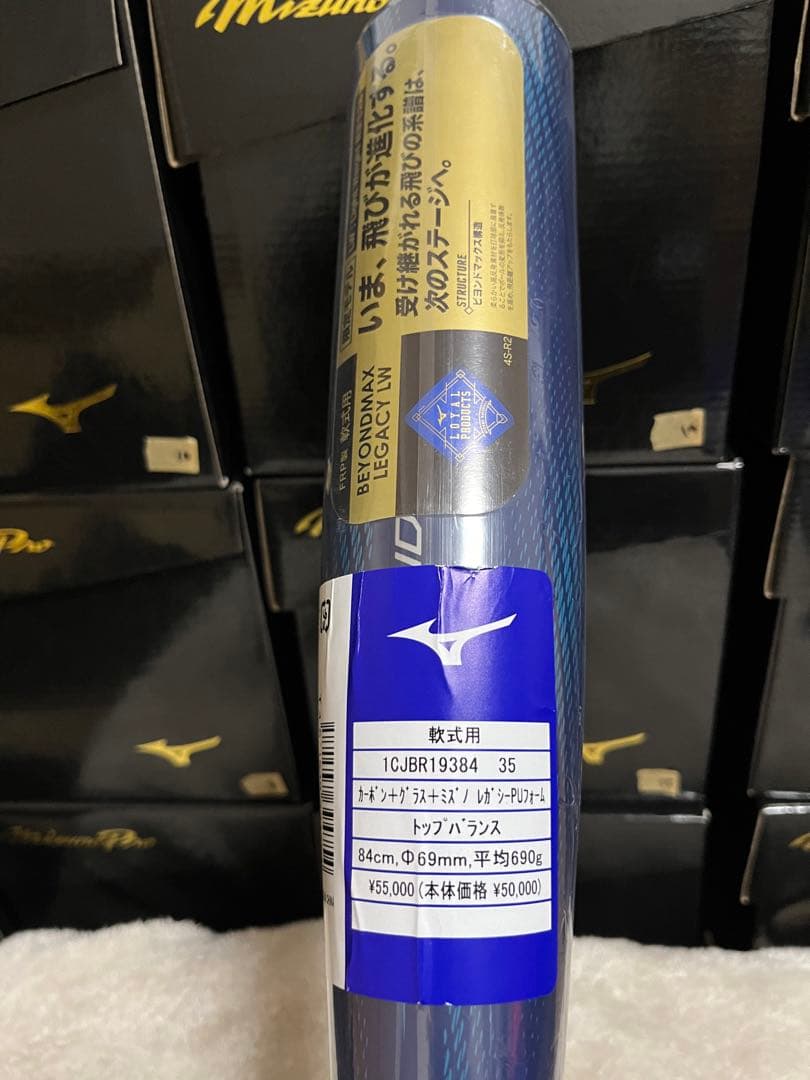 Mizuno
いま、飛びが進化する。
受け継がれる飛びの系譜は、
次のステージへ。
STRUCTURE
ビヨンドマックス構造
4S-R2
FRP製 軟式用
BEYONDMAX
LEGACY LW
LOYAL
PRODUCTS
ND
Pro
Mizuno Pro
軟式用
1CJBR19384 35
ｶｰﾎﾞﾝ+ｸﾞﾗｽ+ﾐｽﾞﾉ ﾚｶﾞｼｰPUﾌｫｰﾑ
ﾄｯﾌﾟﾊﾞﾗﾝｽ
84cm,Φ69mm,平均690g
¥55,000(本体価格 ¥50,000)